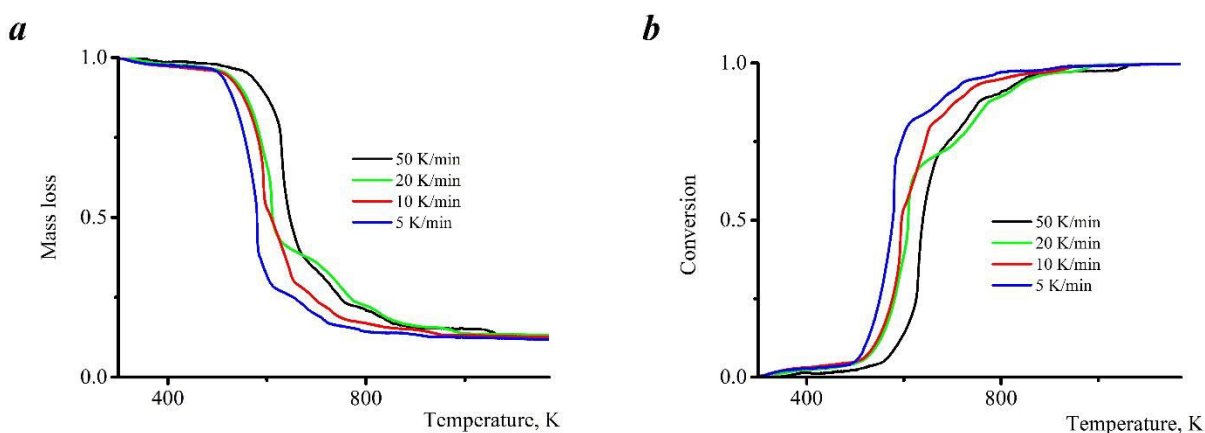 a
1.0
0.5
0.0
Mass loss
50 K/min
20 K/min
10 K/min
5 K/min
400
800
Temperature, K
b
1.0
0.5
0.0
Conversion
50 K/min
20 K/min
10 K/min
5 K/min
400
800
Temperature, K